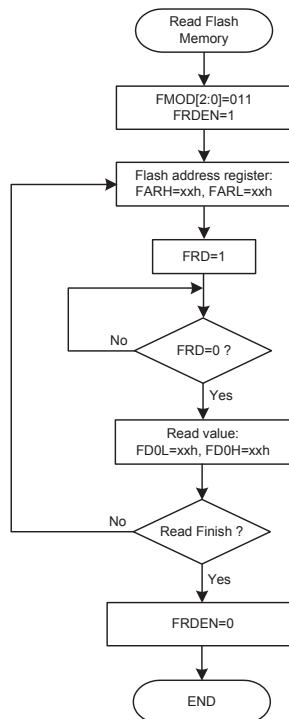 Read Flash
Memory
FMOD[2:0]=011
FRDEN=1
Flash address register:
FARH=xxh, FARL=xxh
FRD=1
No
FRD=0 ?
Yes
Read value:
FD0L=xxh, FD0H=xxh
No
Read Finish ?
Yes
FRDEN=0
END